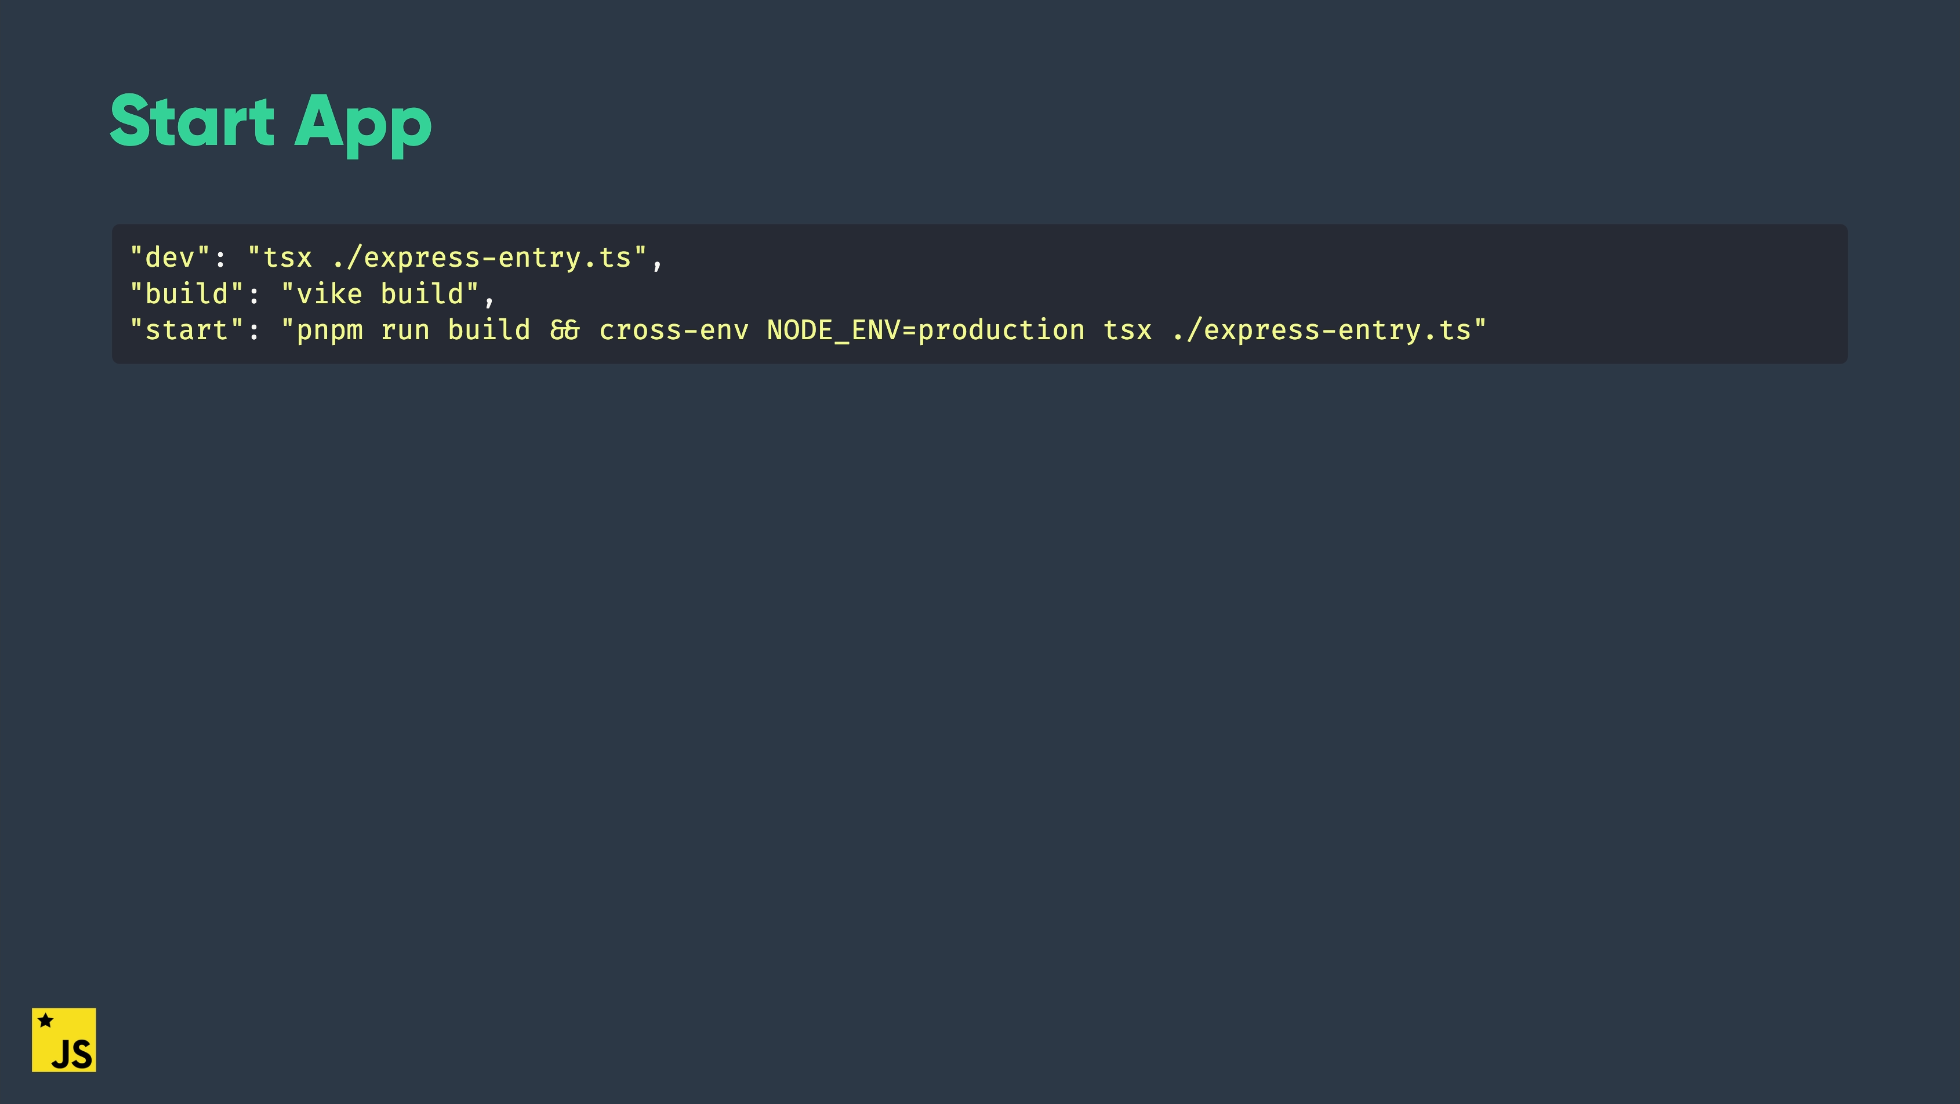 Start App
"dev": "tsx ./express-entry.ts",
"build": "vike build",
"start": "pnpm run build && cross-env NODE_ENV=production tsx ./express-entry.ts"
JS